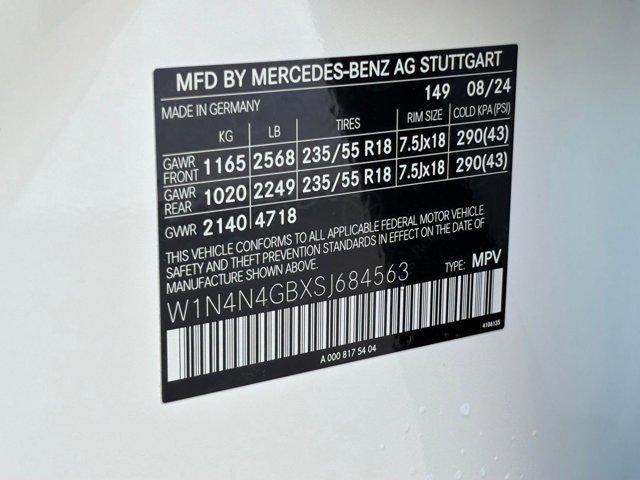 MFD BY MERCEDES-BENZ AG STUTTGART
149 08/24
MADE IN GERMANY
KG LB TIRES RIM SIZE COLD KPA(PSI)
GAWR FRONT 1165 2568 235/55 R18 7.5Jx18 290(43)
GAWR REAR 1020 2249 235/55 R18 7.5Jx18 290(43)
GVWR 2140 4718
THIS VEHICLE CONFORMS TO ALL APPLICABLE FEDERAL MOTOR VEHICLE
SAFETY AND THEFT PREVENTION STANDARDS IN EFFECT ON THE DATE OF
MANUFACTURE SHOWN ABOVE.
W1N4N4GBXSJ684563 TYPE: MPV
4106135
A 000 817 54 04